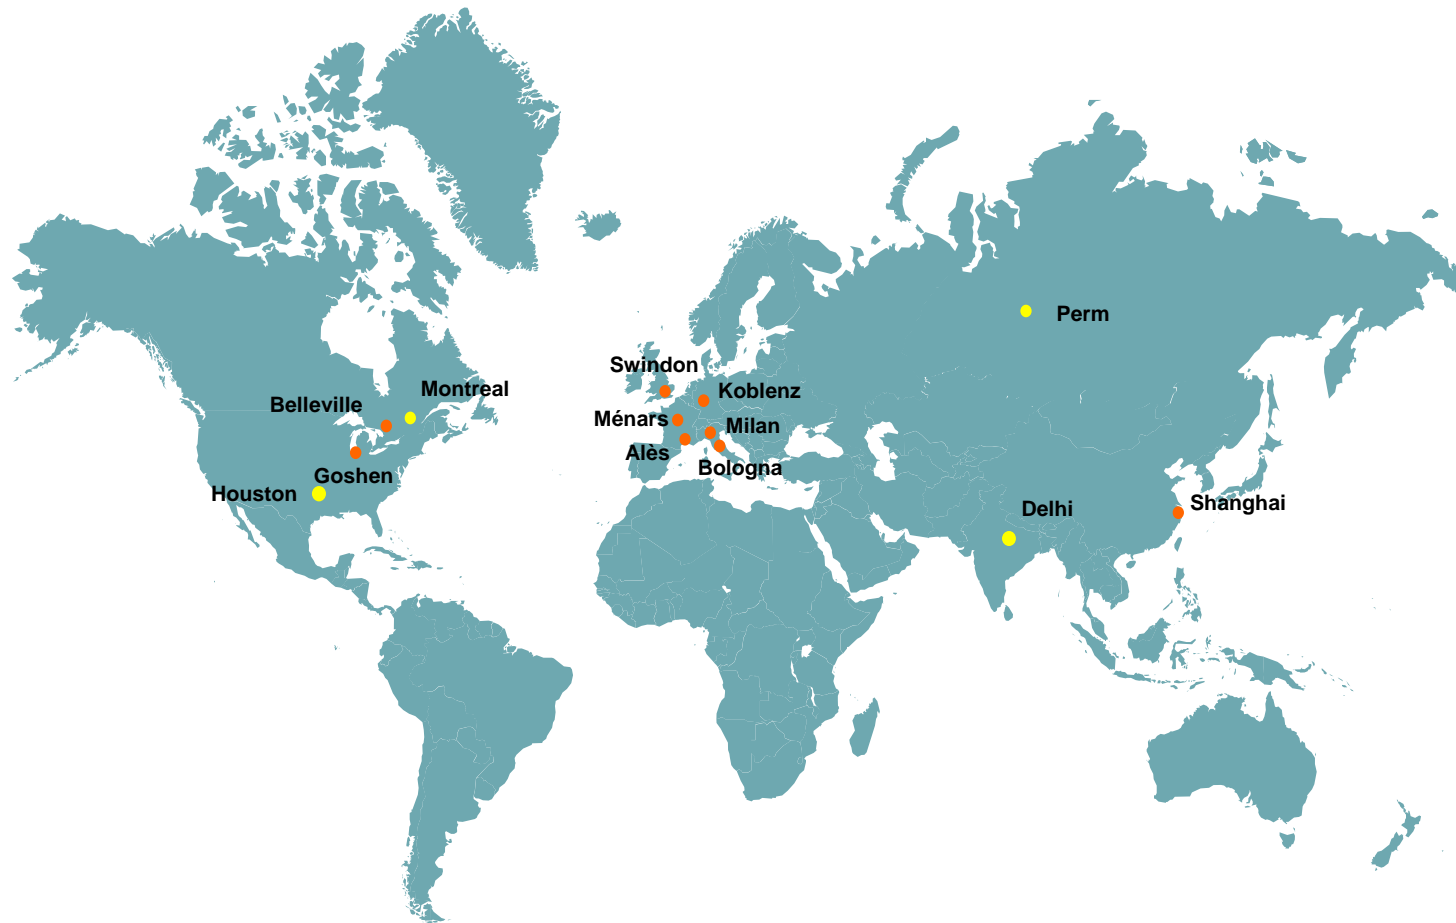 Perm
Swindon
Koblenz
Montreal
Belleville
Ménars
Milan
Alès
Bologna
Goshen
Houston
Delhi
Shanghai